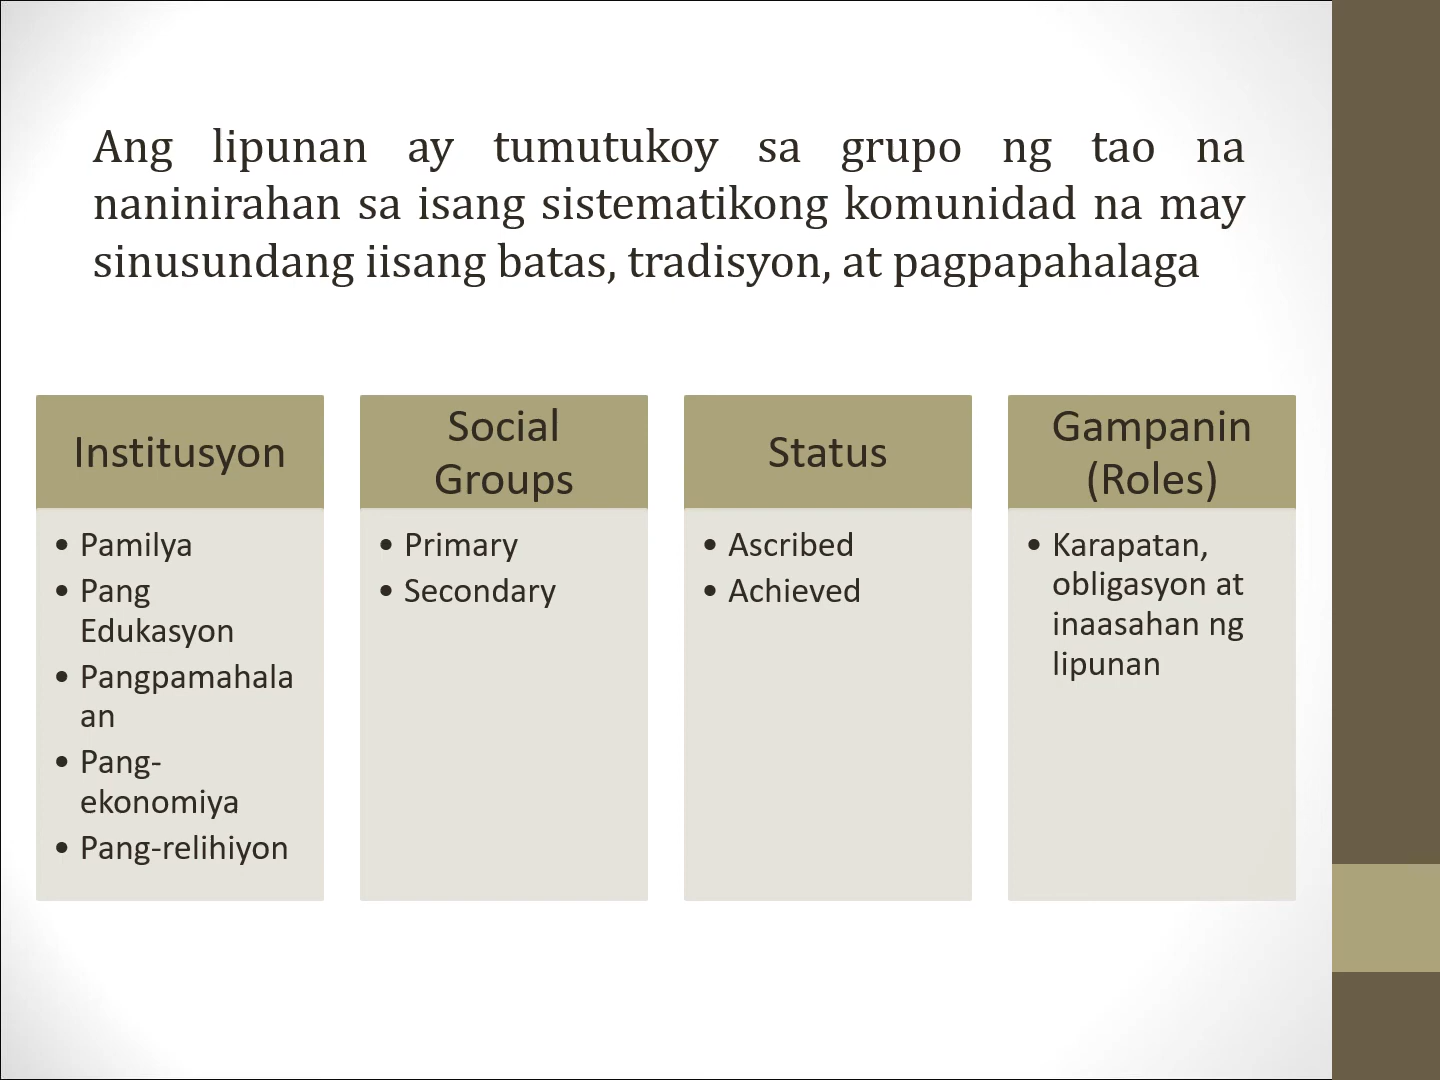 Ang lipunan ay tumutukoy sa grupo ng tao na
naninirahan sa isang sistematikong komunidad na may
sinusundang iisang batas, tradisyon, at pagpapahalaga
Institusyon
• Pamilya
• Pang
Edukasyon
• Pangpamahala
an
• Pang-
ekonomiya
• Pang-relihiyon
Social
Groups
• Primary
• Secondary
Status
• Ascribed
• Achieved
Gampanin
(Roles)
• Karapatan,
obligasyon at
inaasahan ng
lipunan